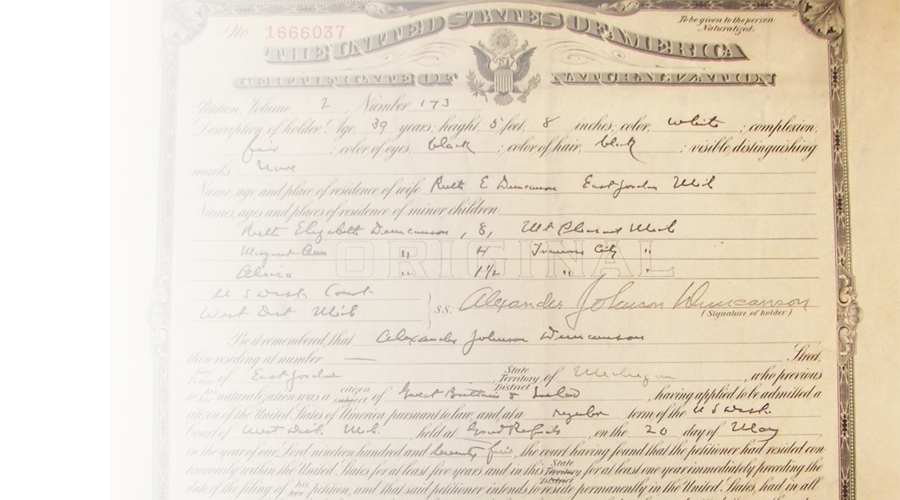 To be given to the person Naturalized.
No. 1666037
THE UNITED STATES OF AMERICA
CERTIFICATE OF NATURALIZATION
Petition, Volume 2 Number 173
Description of holder: Age, 39 years; height, 5 feet, 8 inches; color, White; complexion,
fair; color of eyes, black; color of hair, black; visible distinguishing
marks, None
Name, age and place of residence of wife Ruth E Duncanson East Jordan Mich
Names, ages and places of residence of minor children
Ruth Elizabeth Duncanson, 8, Mt Pleasant Mich
Margaret Ann " 4 Traverse City "
" 1½ " "
ORIGINAL
U S Dist Court
West Dist Mich } s.s: Alexander Johnson Duncanson
(Signature of holder)
Be it remembered that Alexander Johnson Duncanson
then residing at number — Street,
City Town of East Jordan State Territory District of Michigan, who previous
to his naturalization was a citizen subject of Great Britain & Ireland, having applied to be admitted a
citizen of the United States of America pursuant to law, and at a regular term of the U S Dist.
Court of West Dist Mich. held at Grand Rapids on the 20 day of May
in the year of our Lord nineteen hundred and twenty five, the court having found that the petitioner had resided con
tinuously within the United States for at least five years and in this State Territory District for at least one year immediately preceding the
date of the filing of his her petition, and that said petitioner intends to reside permanently in the United States, had in all